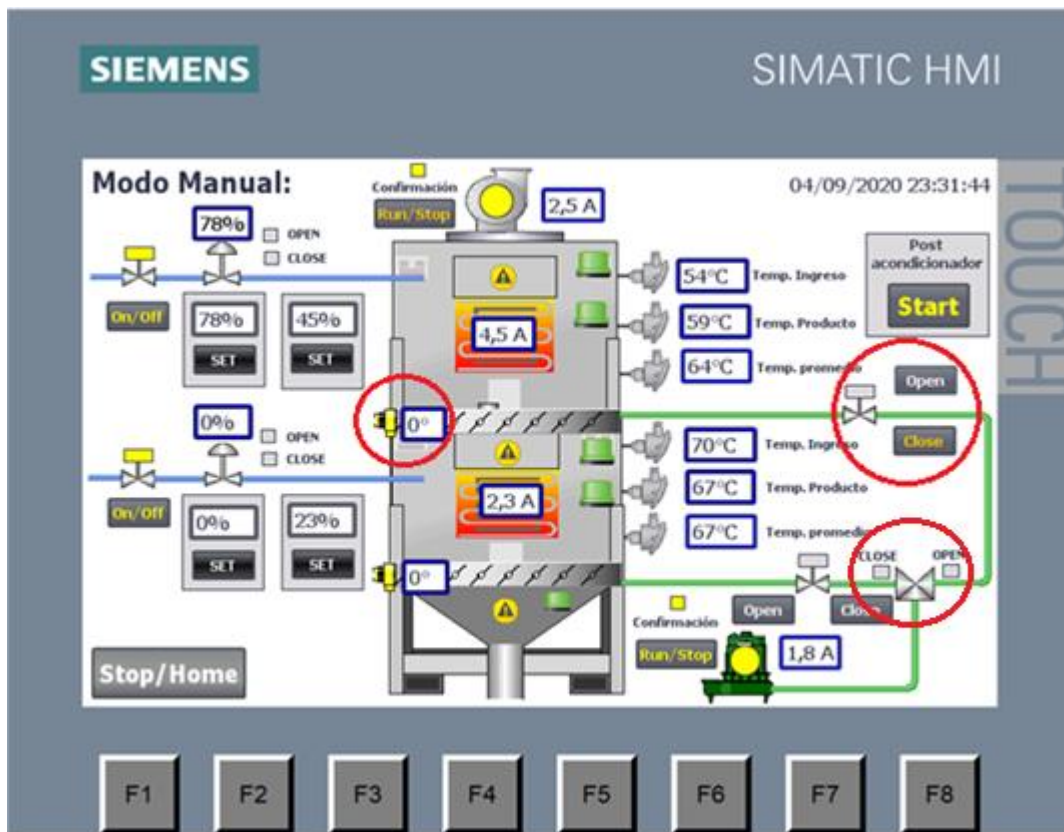 SIEMENS
SIMATIC HMI
TOUCH
Modo Manual:
Confirmación
Run/Stop
2,5 A
04/09/2020 23:31:44
78%
OPEN
CLOSE
On/Off
78%
SET
45%
SET
4,5 A
54°C Temp. Ingreso
59°C Temp. Producto
64°C Temp. promedio
Post
acondicionador
Start
Open
Close
0°
0%
OPEN
CLOSE
On/Off
0%
SET
23%
SET
2,3 A
70°C Temp. Ingreso
67°C Temp. Producto
67°C Temp. promedio
CLOSE
OPEN
0°
Open
Close
Confirmación
Run/Stop
1,8 A
Stop/Home
F1
F2
F3
F4
F5
F6
F7
F8